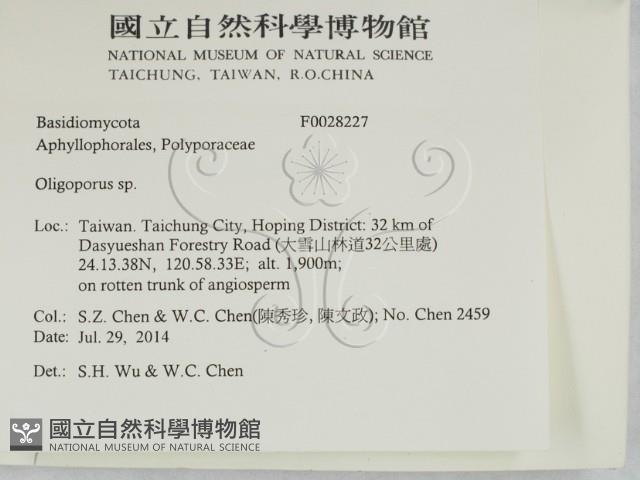 國立自然科學博物館
NATIONAL MUSEUM OF NATURAL SCIENCE
TAICHUNG, TAIWAN, R.O.CHINA
Basidiomycota F0028227
Aphyllophorales, Polyporaceae
Oligoporus sp.
Loc.: Taiwan. Taichung City, Hoping District: 32 km of
Dasyueshan Forestry Road (大雪山林道32公里處)
24.13.38N, 120.58.33E; alt. 1,900m;
on rotten trunk of angiosperm
Col.: S.Z. Chen & W.C. Chen(陳秀珍, 陳文政); No. Chen 2459
Date: Jul. 29, 2014
Det.: S.H. Wu & W.C. Chen
國立自然科學博物館
NATIONAL MUSEUM OF NATURAL SCIENCE